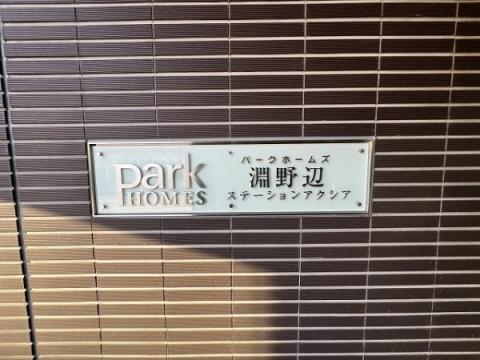 Park
HOMES
パークホームズ
淵野辺
ステーションアクシア